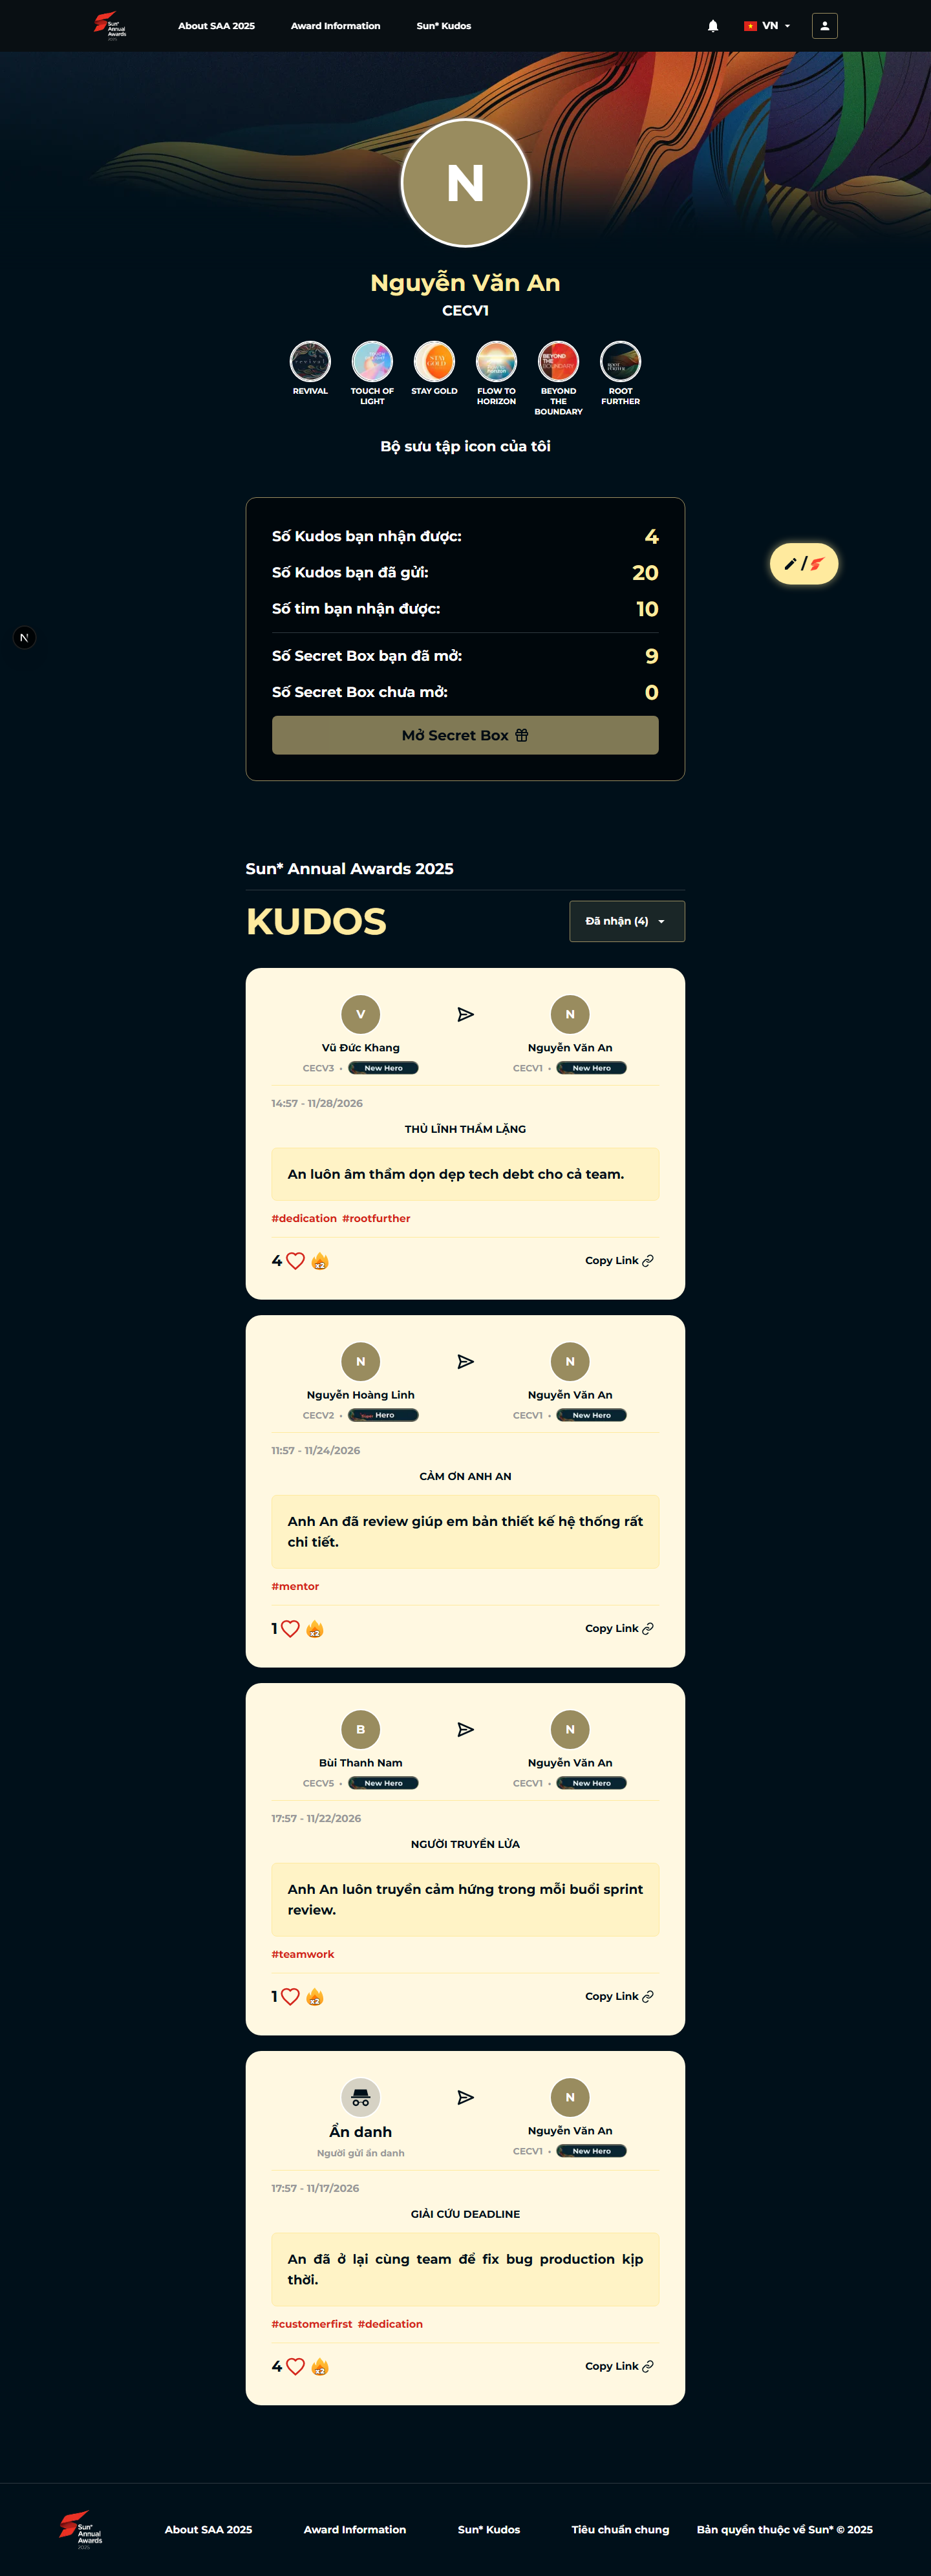 Sun*
Annual
Awards
2025
About SAA 2025
Award Information
Sun* Kudos
VN
N
Nguyễn Văn An
CECV1
REVIVAL
TOUCH OF
LIGHT
STAY GOLD
FLOW TO
HORIZON
BEYOND
THE
BOUNDARY
ROOT
FURTHER
Bộ sưu tập icon của tôi
Số Kudos bạn nhận được:
4
Số Kudos bạn đã gửi:
20
Số tim bạn nhận được:
10
Số Secret Box bạn đã mở:
9
Số Secret Box chưa mở:
0
Mở Secret Box
/
N
Sun* Annual Awards 2025
KUDOS
Đã nhận (4)
V
N
Vũ Đức Khang
Nguyễn Văn An
CECV3 • New Hero
CECV1 • New Hero
14:57 - 11/28/2026
THỦ LĨNH THẦM LẶNG
An luôn âm thầm dọn dẹp tech debt cho cả team.
#dedication #rootfurther
4
x2
Copy Link
N
N
Nguyễn Hoàng Linh
Nguyễn Văn An
CECV2 • Hero
CECV1 • New Hero
11:57 - 11/24/2026
CẢM ƠN ANH AN
Anh An đã review giúp em bản thiết kế hệ thống rất
chi tiết.
#mentor
1
x2
Copy Link
B
N
Bùi Thanh Nam
Nguyễn Văn An
CECV5 • New Hero
CECV1 • New Hero
17:57 - 11/22/2026
NGƯỜI TRUYỀN LỬA
Anh An luôn truyền cảm hứng trong mỗi buổi sprint
review.
#teamwork
1
x2
Copy Link
N
Ẩn danh
Nguyễn Văn An
Người gửi ẩn danh
CECV1 • New Hero
17:57 - 11/17/2026
GIẢI CỨU DEADLINE
An đã ở lại cùng team để fix bug production kịp
thời.
#customerfirst #dedication
4
x2
Copy Link
Sun*
Annual
Awards
2025
About SAA 2025
Award Information
Sun* Kudos
Tiêu chuẩn chung
Bản quyền thuộc về Sun* © 2025